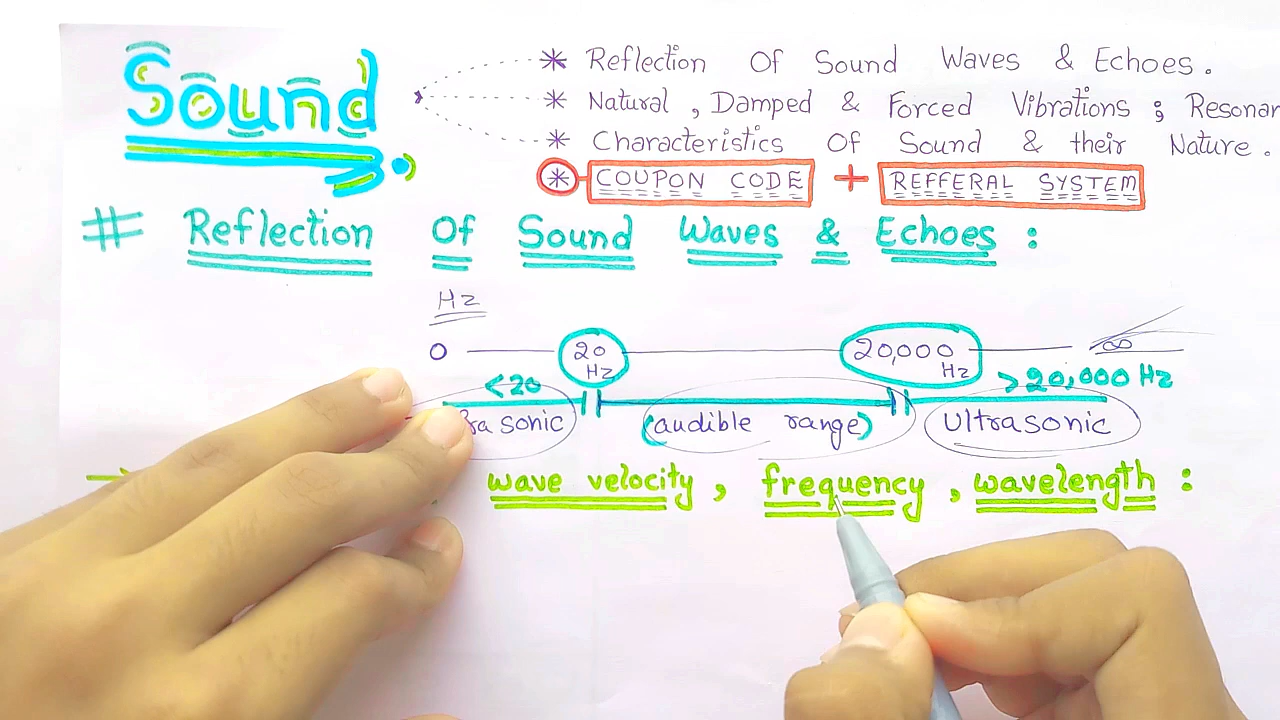 Sound
* Reflection Of Sound Waves & Echoes.
* Natural, Damped & Forced Vibrations ;
* Characteristics Of Sound & their Nature.
* COUPON CODE + REFFERAL SYSTEM
# Reflection Of Sound Waves & Echoes :
Hz
0 20 Hz 20,000 Hz ∞
<20 >20,000 Hz
(audible range) Ultrasonic
wave velocity, frequency, wavelength :